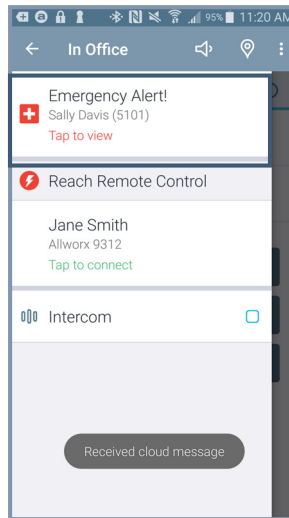 95% 11:20 AM
In Office
Emergency Alert!
Sally Davis (5101)
Tap to view
Reach Remote Control
Jane Smith
Allworx 9312
Tap to connect
Intercom
Received cloud message